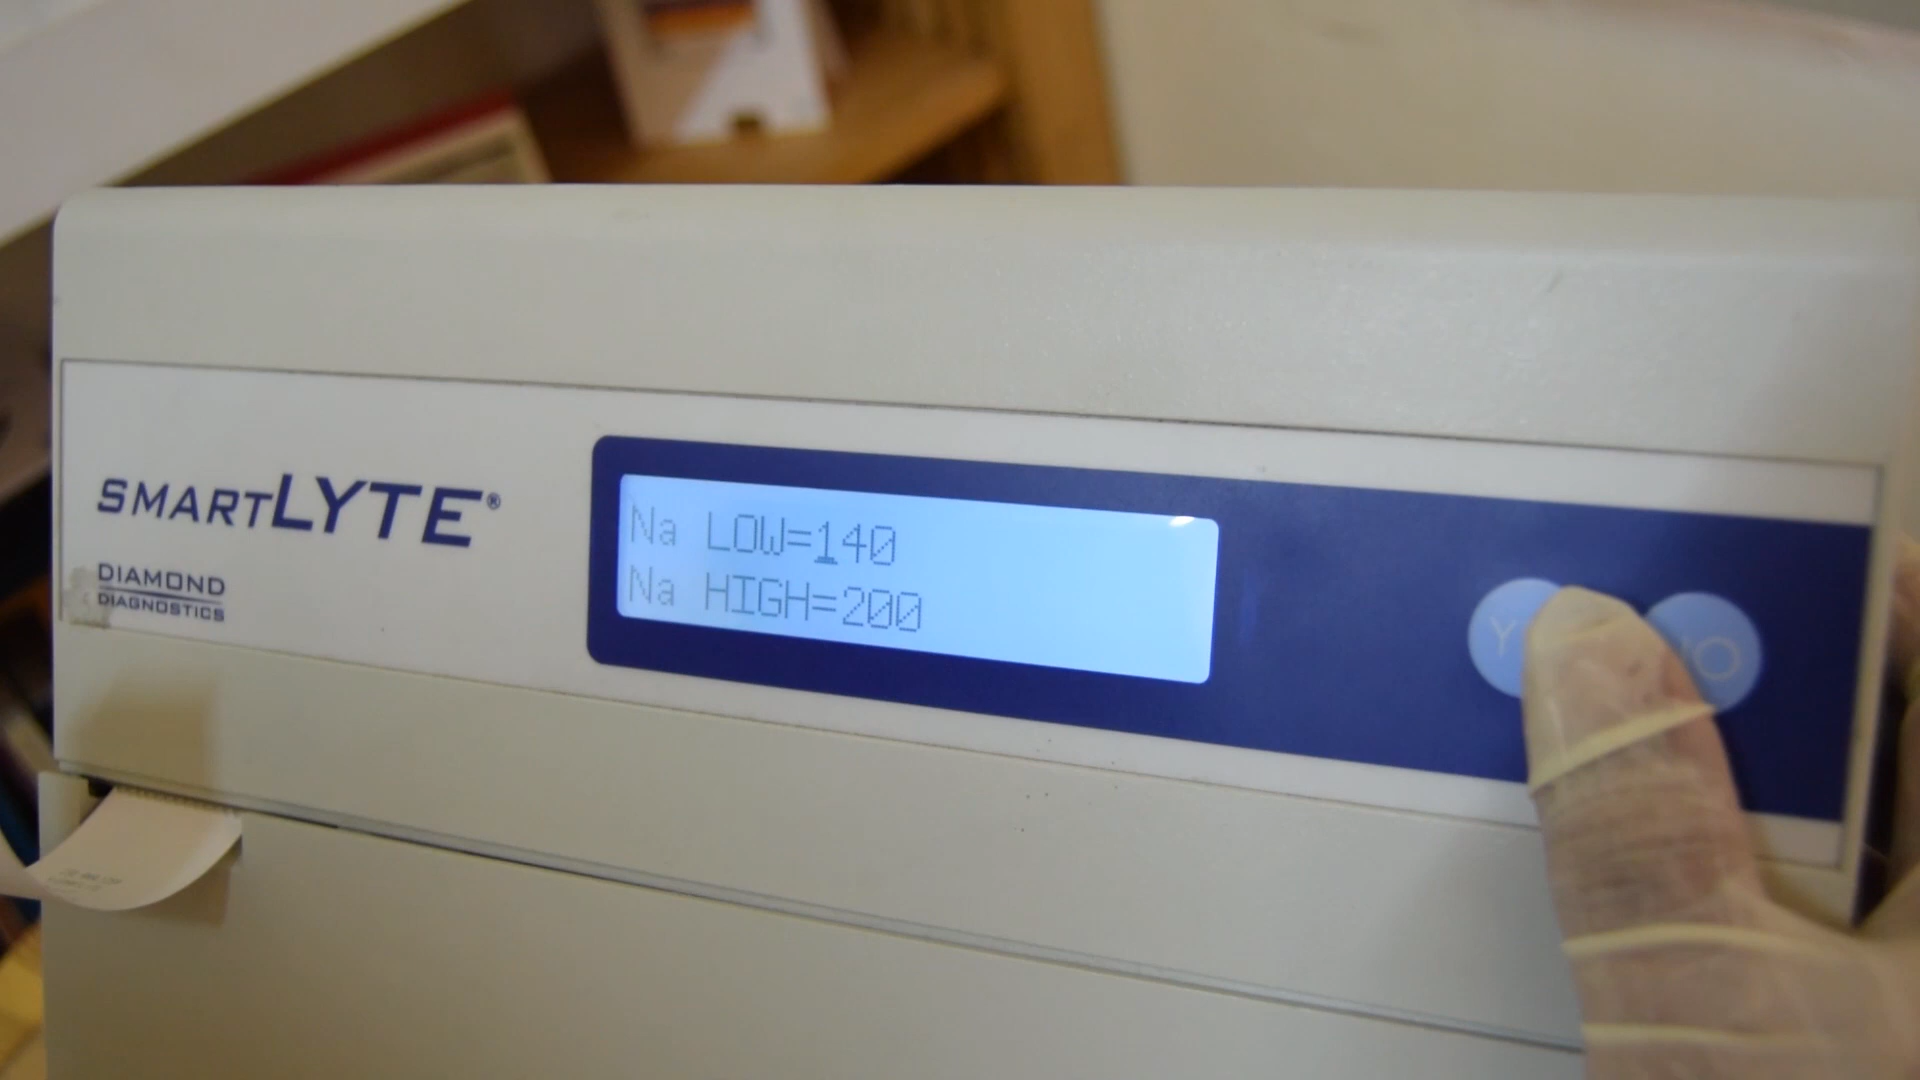 SMARTLYTE®
DIAMOND
DIAGNOSTICS
Na LOW=140
Na HIGH=200